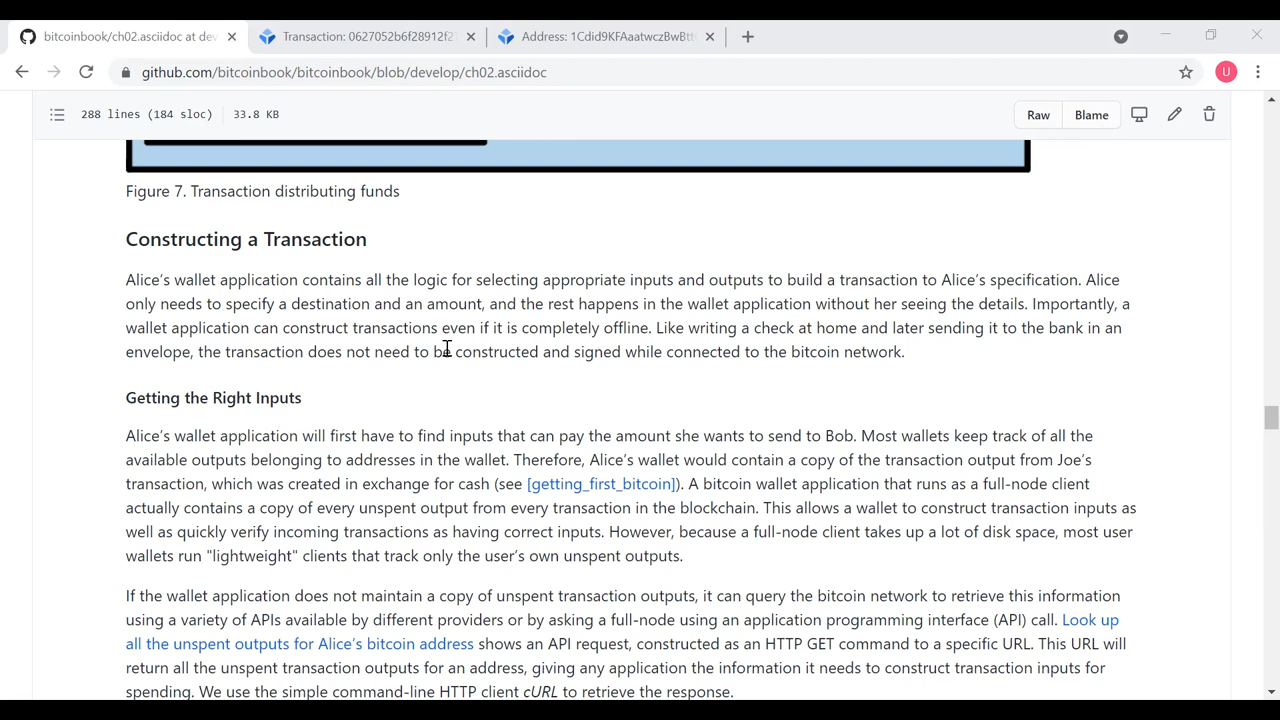 bitcoinbook/ch02.asciidoc at dev
Transaction: 0627052b6f28912f2
Address: 1Cdid9KFAaatwczBwBtt
github.com/bitcoinbook/bitcoinbook/blob/develop/ch02.asciidoc
U
288 lines (184 sloc) 33.8 KB
Raw Blame
Figure 7. Transaction distributing funds
Constructing a Transaction
Alice's wallet application contains all the logic for selecting appropriate inputs and outputs to build a transaction to Alice's specification. Alice
only needs to specify a destination and an amount, and the rest happens in the wallet application without her seeing the details. Importantly, a
wallet application can construct transactions even if it is completely offline. Like writing a check at home and later sending it to the bank in an
envelope, the transaction does not need to be constructed and signed while connected to the bitcoin network.
Getting the Right Inputs
Alice's wallet application will first have to find inputs that can pay the amount she wants to send to Bob. Most wallets keep track of all the
available outputs belonging to addresses in the wallet. Therefore, Alice's wallet would contain a copy of the transaction output from Joe's
transaction, which was created in exchange for cash (see [getting_first_bitcoin]). A bitcoin wallet application that runs as a full-node client
actually contains a copy of every unspent output from every transaction in the blockchain. This allows a wallet to construct transaction inputs as
well as quickly verify incoming transactions as having correct inputs. However, because a full-node client takes up a lot of disk space, most user
wallets run "lightweight" clients that track only the user's own unspent outputs.
If the wallet application does not maintain a copy of unspent transaction outputs, it can query the bitcoin network to retrieve this information
using a variety of APIs available by different providers or by asking a full-node using an application programming interface (API) call. Look up
all the unspent outputs for Alice's bitcoin address shows an API request, constructed as an HTTP GET command to a specific URL. This URL will
return all the unspent transaction outputs for an address, giving any application the information it needs to construct transaction inputs for
spending. We use the simple command-line HTTP client cURL to retrieve the response.